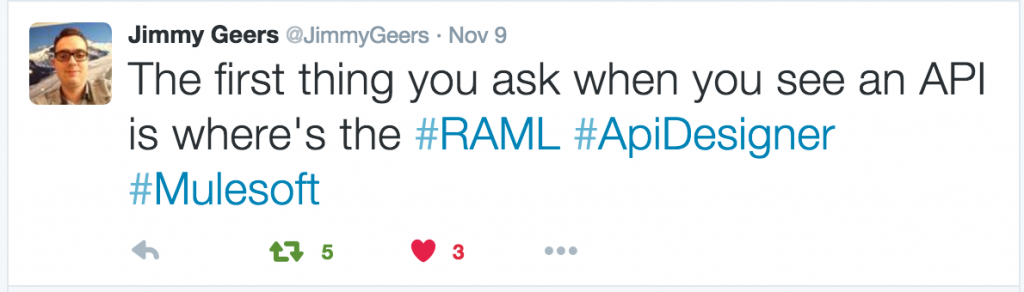 Jimmy Geers @JimmyGeers · Nov 9
The first thing you ask when you see an API
is where's the #RAML #ApiDesigner
#Mulesoft
5 3